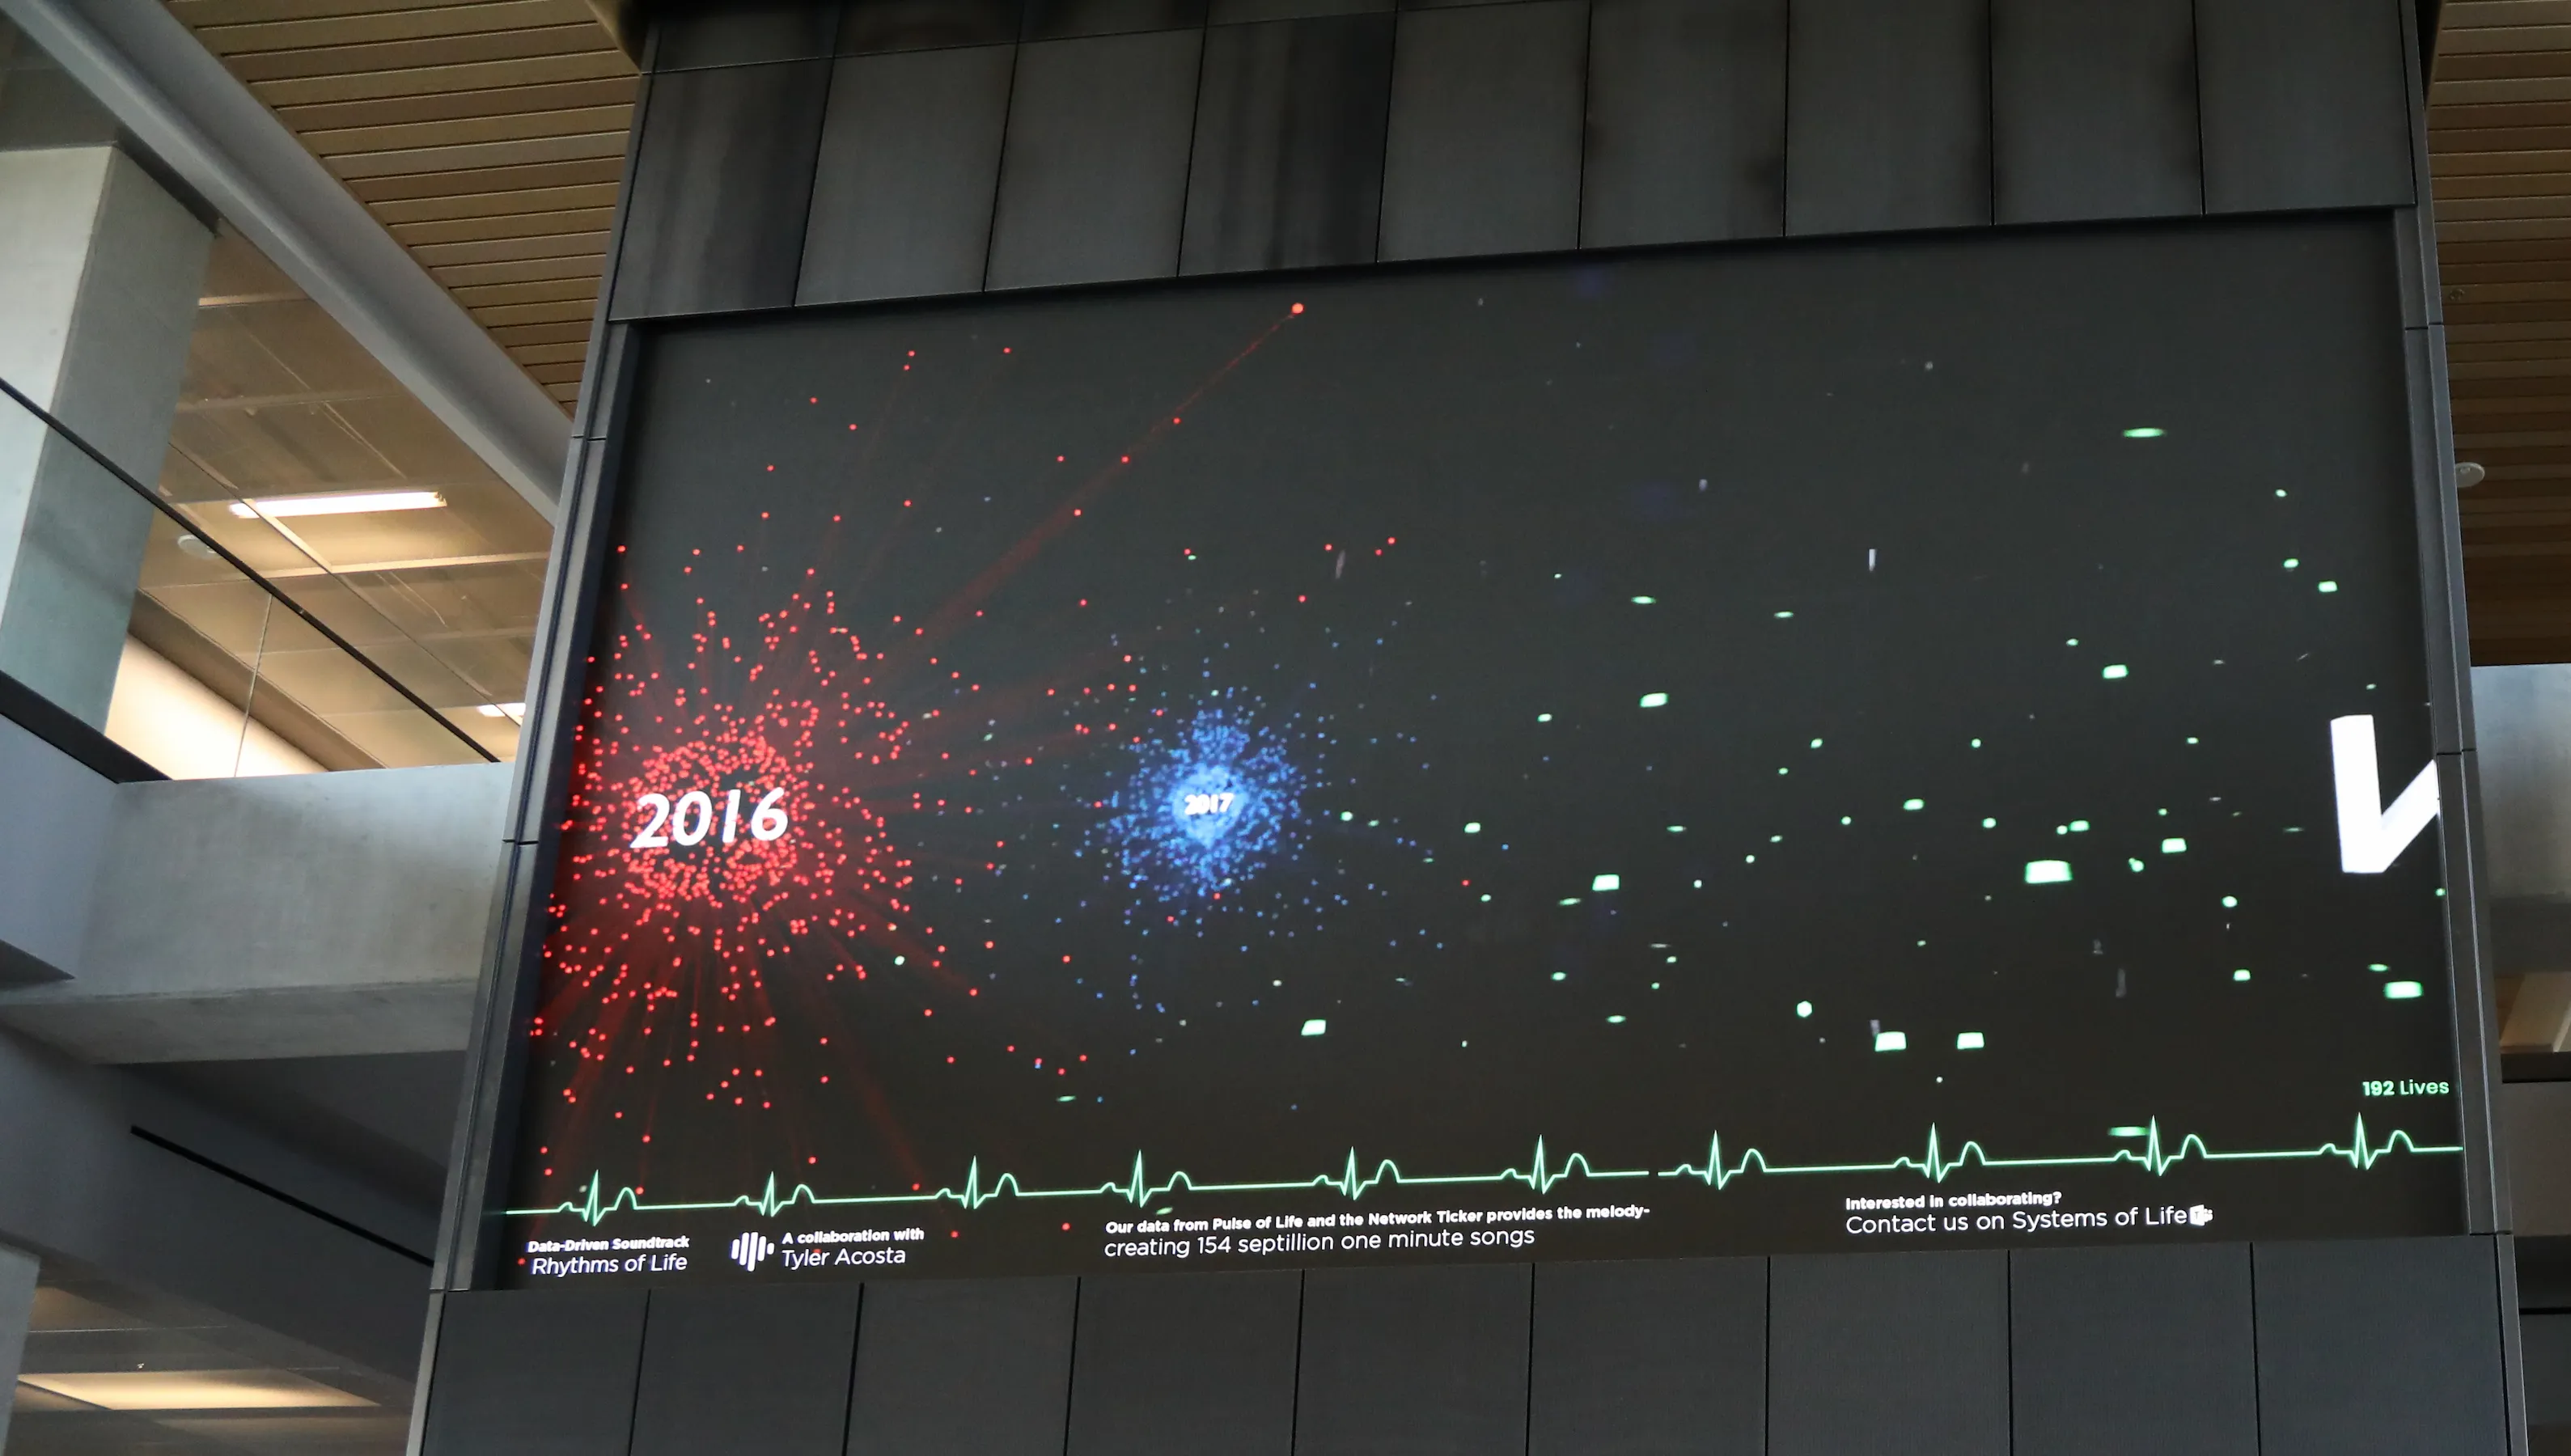 2016
2017
192 Lives
Data-Driven Soundtrack
Rhythms of Life
A collaboration with
Tyler Acosta
Our data from Pulse of Life and the Network Ticker provides the melody-
creating 154 septillion one minute songs
Interested in collaborating?
Contact us on Systems of Life